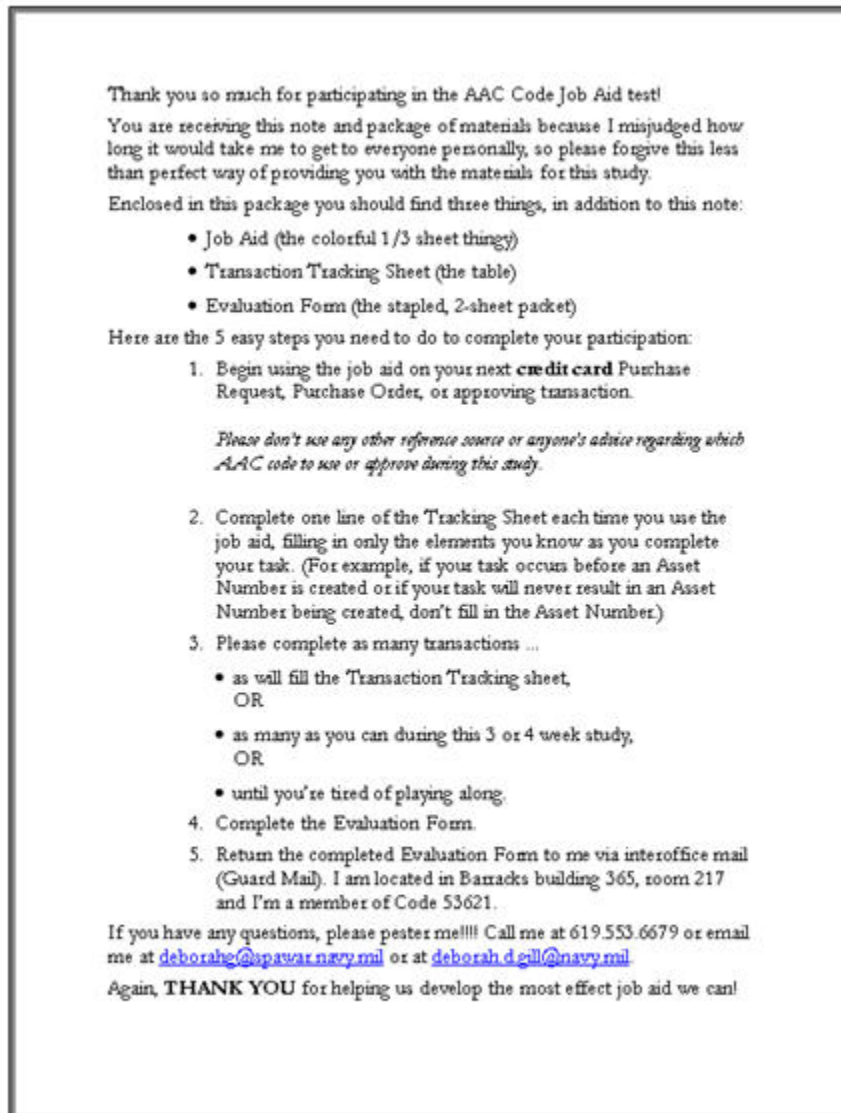 Thank you so much for participating in the AAC Code Job Aid test!
You are receiving this note and package of materials because I misjudged how
long it would take me to get to everyone personally, so please forgive this less
than perfect way of providing you with the materials for this study.
Enclosed in this package you should find three things, in addition to this note:
• Job Aid (the colorful 1/3 sheet thingy)
• Transaction Tracking Sheet (the table)
• Evaluation Form (the stapled, 2-sheet packet)
Here are the 5 easy steps you need to do to complete your participation:
1. Begin using the job aid on your next credit card Purchase
Request, Purchase Order, or approving transaction.
Please don't use any other reference source or anyone's advice regarding which
AAC code to use or approve during this study.
2. Complete one line of the Tracking Sheet each time you use the
job aid, filling in only the elements you know as you complete
your task. (For example, if your task occurs before an Asset
Number is created or if your task will never result in an Asset
Number being created, don't fill in the Asset Number.)
3. Please complete as many transactions ...
• as will fill the Transaction Tracking sheet,
OR
• as many as you can during this 3 or 4 week study,
OR
• until you're tired of playing along.
4. Complete the Evaluation Form.
5. Return the completed Evaluation Form to me via interoffice mail
(Guard Mail). I am located in Barracks building 365, room 217
and I'm a member of Code 53621.
If you have any questions, please pester me!!!! Call me at 619.553.6679 or email
me at deborahg@spawar.navy.mil or at deborah.d.gill@navy.mil.
Again, THANK YOU for helping us develop the most effect job aid we can!